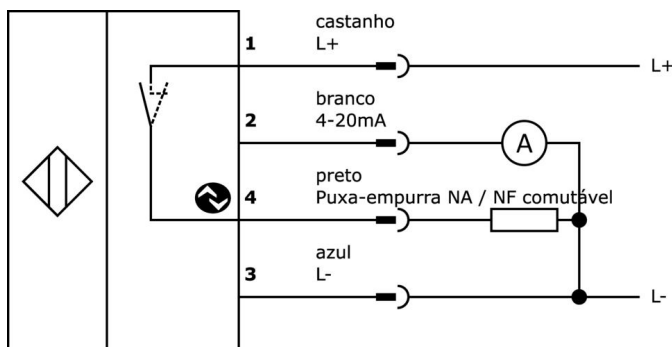 castanho
1 L+ L+
branco
2 4-20mA
A
preto
4 Puxa-empurra NA / NF comutável
azul
3 L- L-